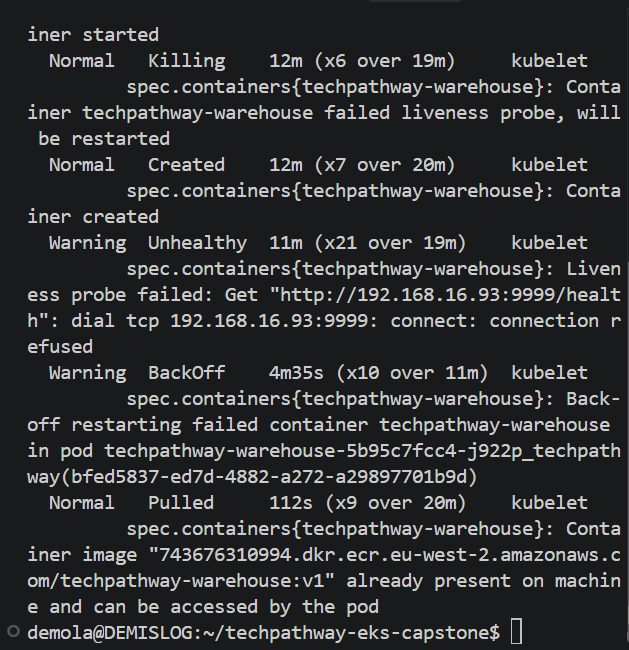 iner started
  Normal   Killing    12m (x6 over 19m)     kubelet
         spec.containers{techpathway-warehouse}: Conta
iner techpathway-warehouse failed liveness probe, will
 be restarted
  Normal   Created    12m (x7 over 20m)     kubelet
         spec.containers{techpathway-warehouse}: Conta
iner created
  Warning  Unhealthy  11m (x21 over 19m)    kubelet
         spec.containers{techpathway-warehouse}: Liven
ess probe failed: Get "http://192.168.16.93:9999/healt
h": dial tcp 192.168.16.93:9999: connect: connection r
efused
  Warning  BackOff    4m35s (x10 over 11m)  kubelet
         spec.containers{techpathway-warehouse}: Back-
off restarting failed container techpathway-warehouse
in pod techpathway-warehouse-5b95c7fcc4-j922p_techpath
way(bfed5837-ed7d-4882-a272-a29897701b9d)
  Normal   Pulled     112s (x9 over 20m)    kubelet
         spec.containers{techpathway-warehouse}: Conta
iner image "743676310994.dkr.ecr.eu-west-2.amazonaws.c
om/techpathway-warehouse:v1" already present on machin
e and can be accessed by the pod
demola@DEMISLOG:~/techpathway-eks-capstone$